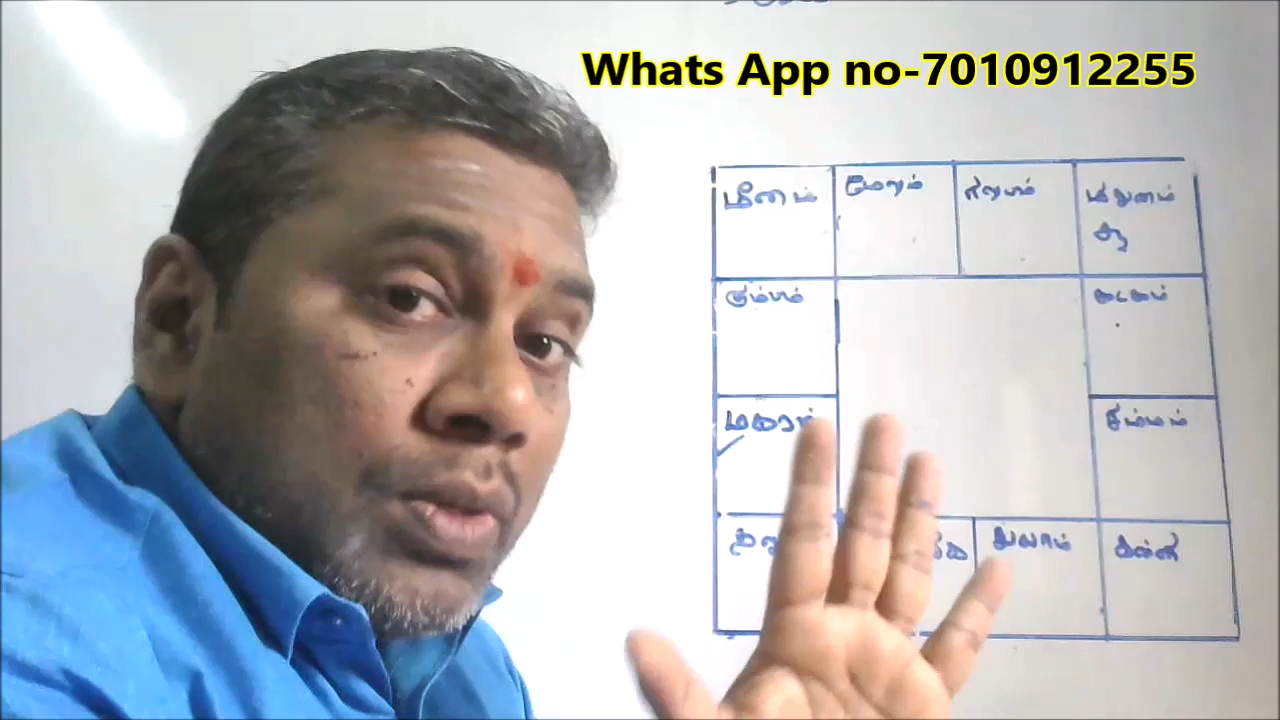 Whats App no-7010912255
மீனம் மேஷம் ரிஷபம் மிதுனம்
கும்பம் கடகம்
மகரம் சிம்மம்
துலாம் கன்னி